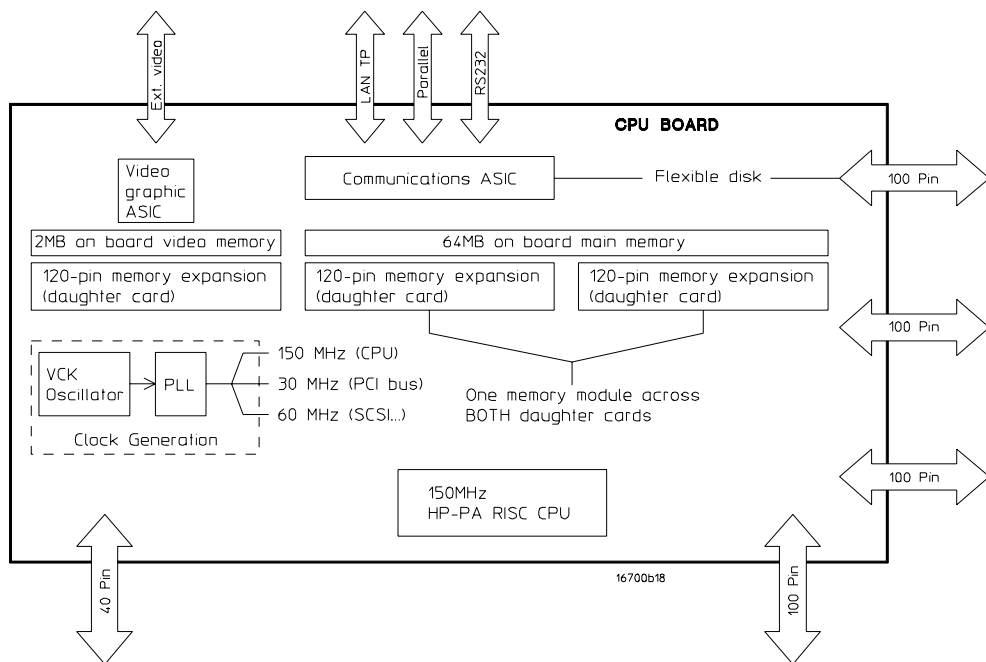 Ext. video
LAN TP
Parallel
RS232
CPU BOARD
Video
graphic
ASIC
Communications ASIC
Flexible disk
100 Pin
2MB on board video memory
64MB on board main memory
120-pin memory expansion
(daughter card)
120-pin memory expansion
(daughter card)
120-pin memory expansion
(daughter card)
100 Pin
VCK
Oscillator
PLL
150 MHz (CPU)
30 MHz (PCI bus)
60 MHz (SCSI...)
Clock Generation
One memory module across
BOTH daughter cards
100 Pin
150MHz
HP-PA RISC CPU
16700b18
40 Pin
100 Pin